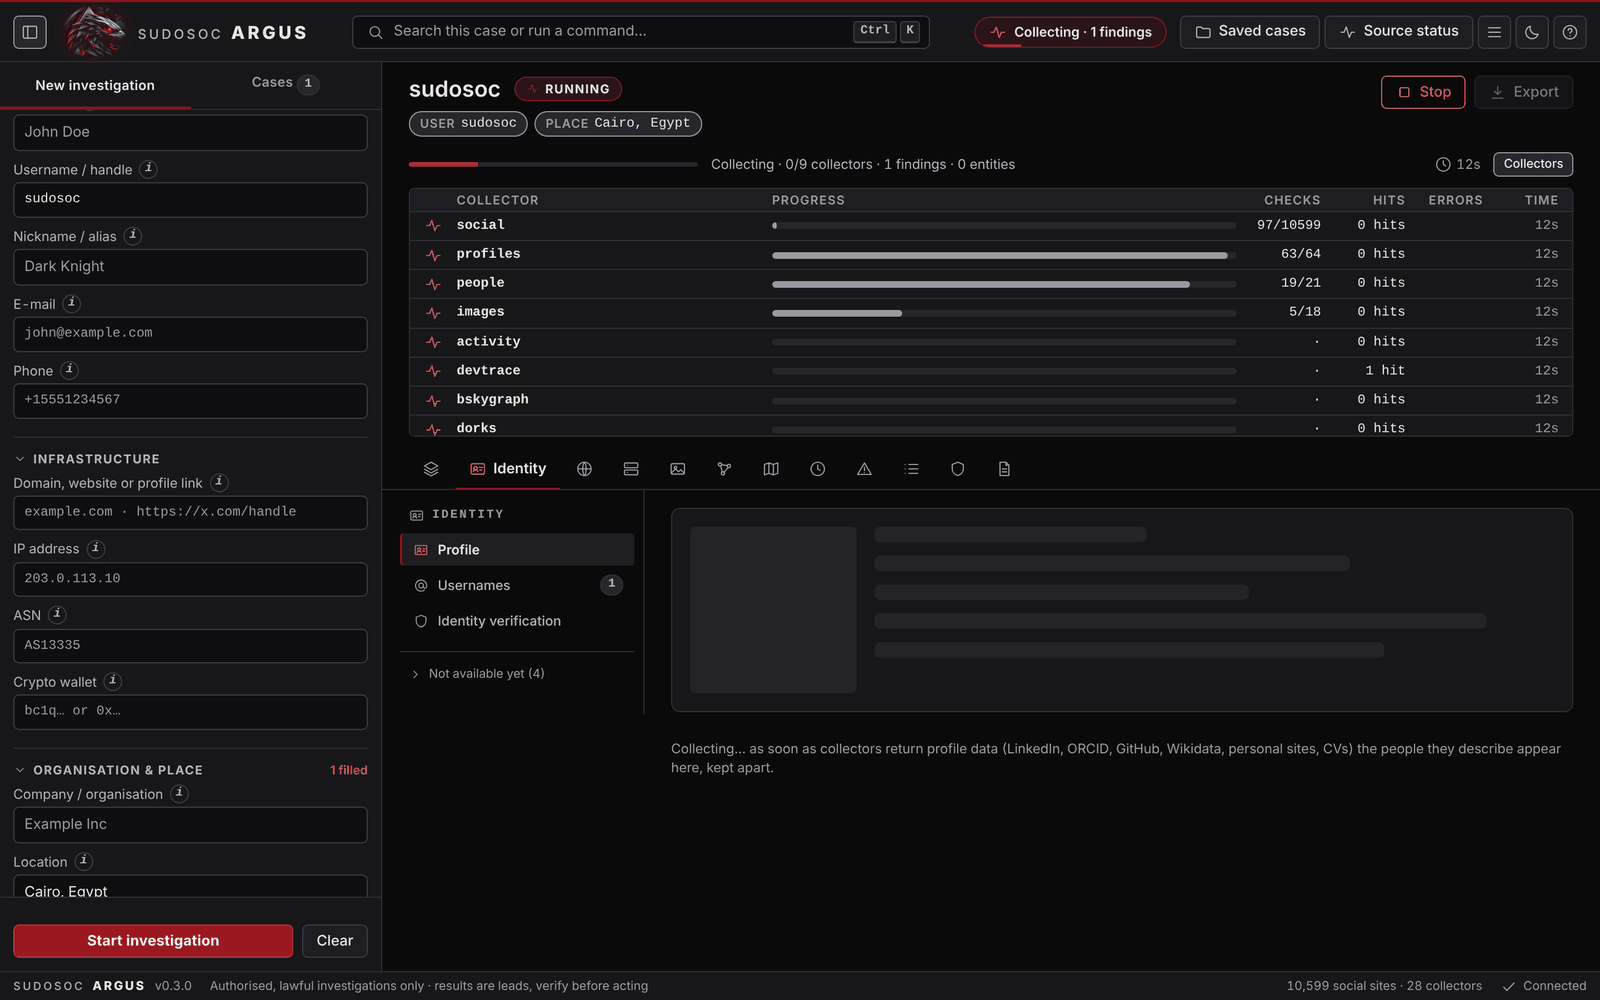 SUDOSOC ARGUS
Search this case or run a command...
Ctrl K
Collecting · 1 findings
Saved cases
Source status
New investigation
Cases 1
John Doe
Username / handle i
sudosoc
Nickname / alias i
Dark Knight
E-mail i
john@example.com
Phone i
+15551234567
INFRASTRUCTURE
Domain, website or profile link i
example.com · https://x.com/handle
IP address i
203.0.113.10
ASN i
AS13335
Crypto wallet i
bc1q… or 0x…
ORGANISATION & PLACE 1 filled
Company / organisation i
Example Inc
Location i
Cairo, Egypt
Start investigation
Clear
sudosoc RUNNING
Stop
Export
USER sudosoc PLACE Cairo, Egypt
Collecting · 0/9 collectors · 1 findings · 0 entities
12s
Collectors
COLLECTOR PROGRESS CHECKS HITS ERRORS TIME
social 97/10599 0 hits 12s
profiles 63/64 0 hits 12s
people 19/21 0 hits 12s
images 5/18 0 hits 12s
activity · 0 hits 12s
devtrace · 1 hit 12s
bskygraph · 0 hits 12s
dorks · 0 hits 12s
Identity
IDENTITY
Profile
Usernames 1
Identity verification
Not available yet (4)
Collecting... as soon as collectors return profile data (LinkedIn, ORCID, GitHub, Wikidata, personal sites, CVs) the people they describe appear
here, kept apart.
SUDOSOC ARGUS v0.3.0 Authorised, lawful investigations only · results are leads, verify before acting
10,599 social sites · 28 collectors
Connected